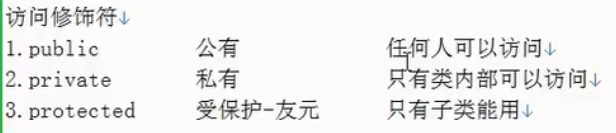 访问修饰符
1.public 公有 任何人可以访问
2.private 私有 只有类内部可以访问
3.protected 受保护-友元 只有子类能用